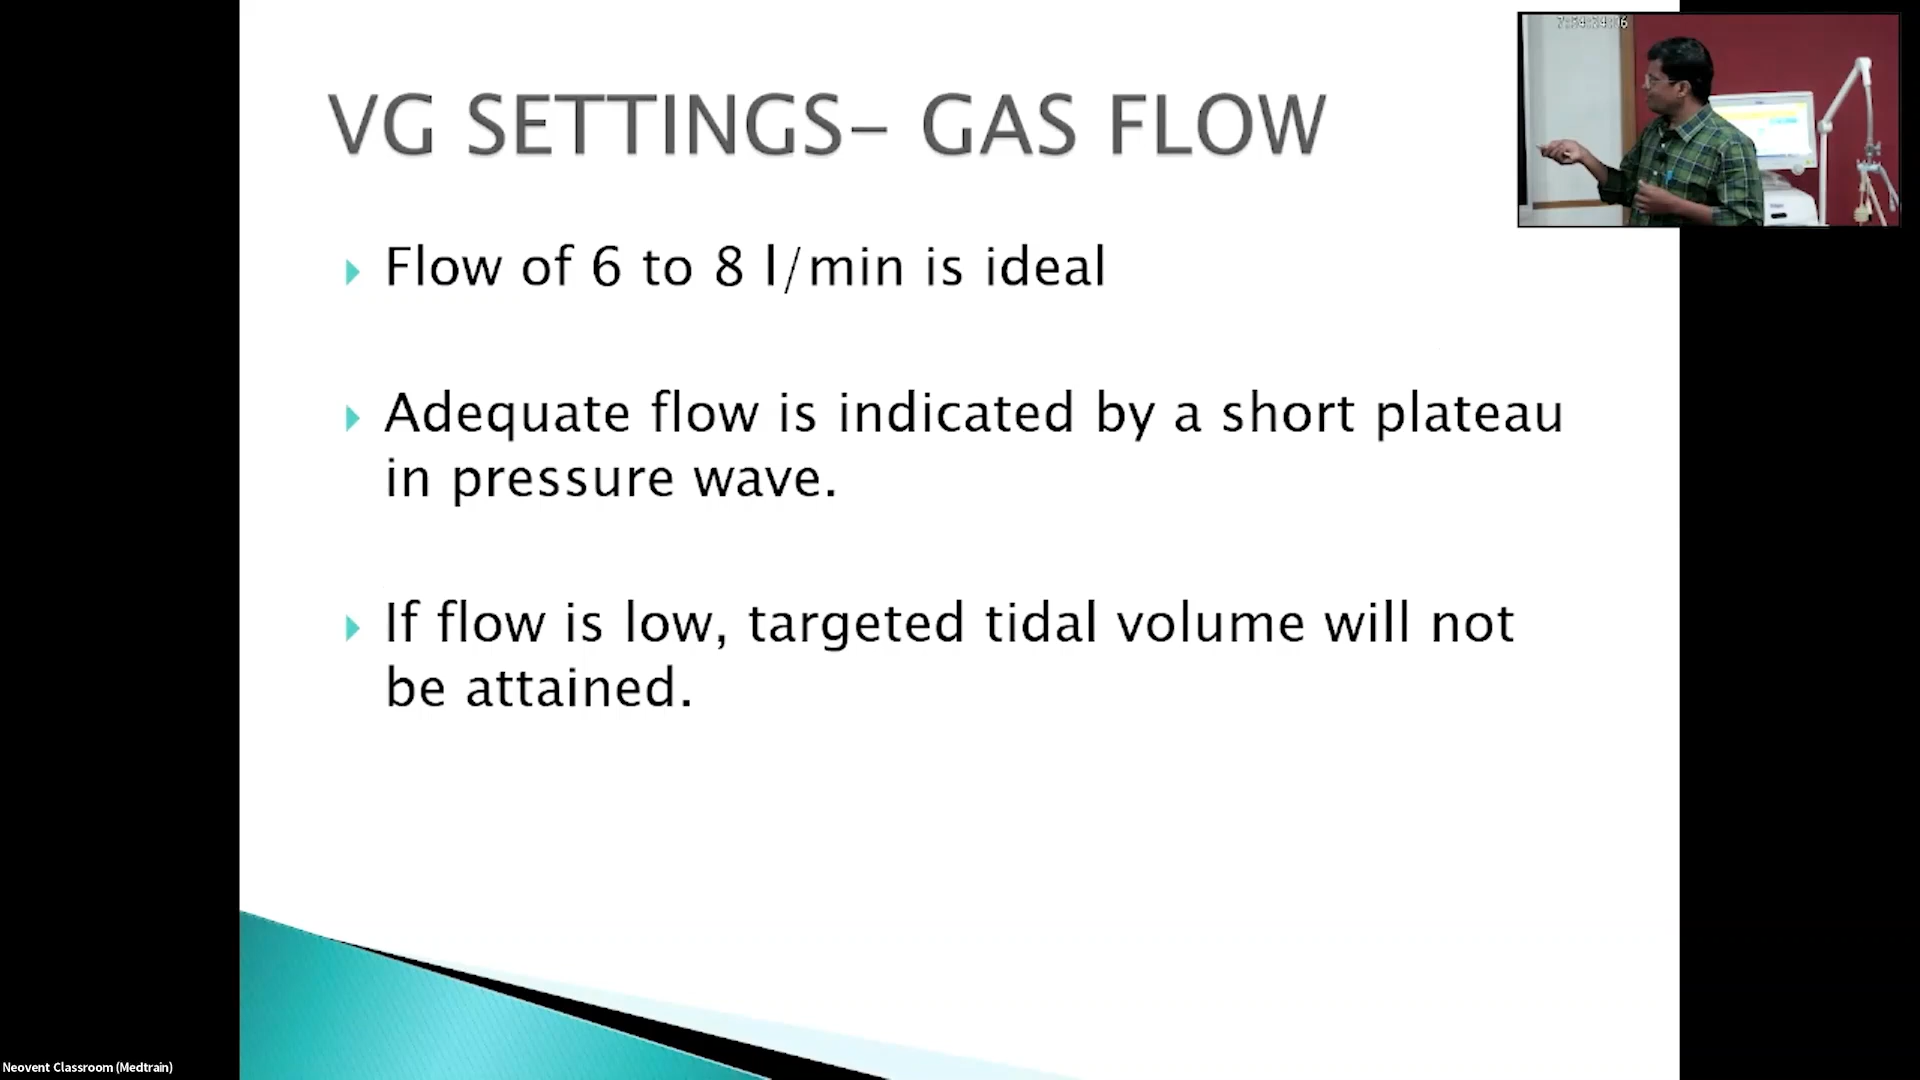 VG SETTINGS– GAS FLOW
Flow of 6 to 8 l/min is ideal
Adequate flow is indicated by a short plateau
in pressure wave.
If flow is low, targeted tidal volume will not
be attained.
Neovent Classroom (Medtrain)